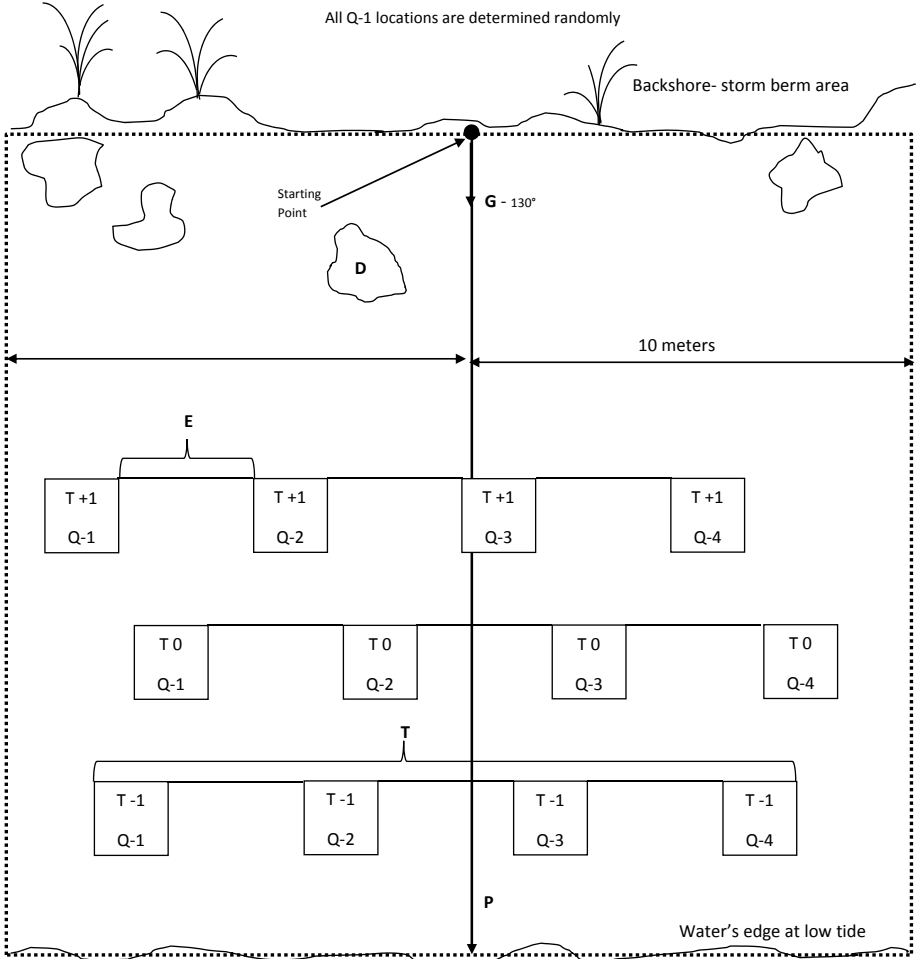 All Q-1 locations are determined randomly
Backshore- storm berm area
Starting
Point
G - 130°
D
10 meters
E
T +1
Q-1
T +1
Q-2
T +1
Q-3
T +1
Q-4
T 0
Q-1
T 0
Q-2
T 0
Q-3
T 0
Q-4
T
T -1
Q-1
T -1
Q-2
T -1
Q-3
T -1
Q-4
P
Water's edge at low tide